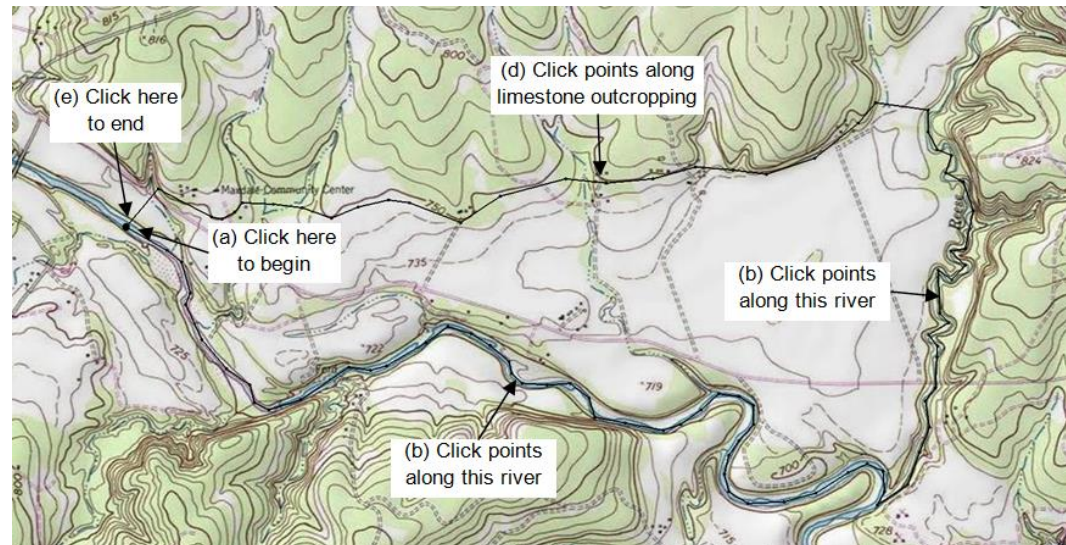 815
816
800
(d) Click points along
limestone outcropping
(e) Click here
to end
824
Community Center
750
(a) Click here
to begin
735
(b) Click points
along this river
725
722
719
(b) Click points
along this river
700
800
728
715